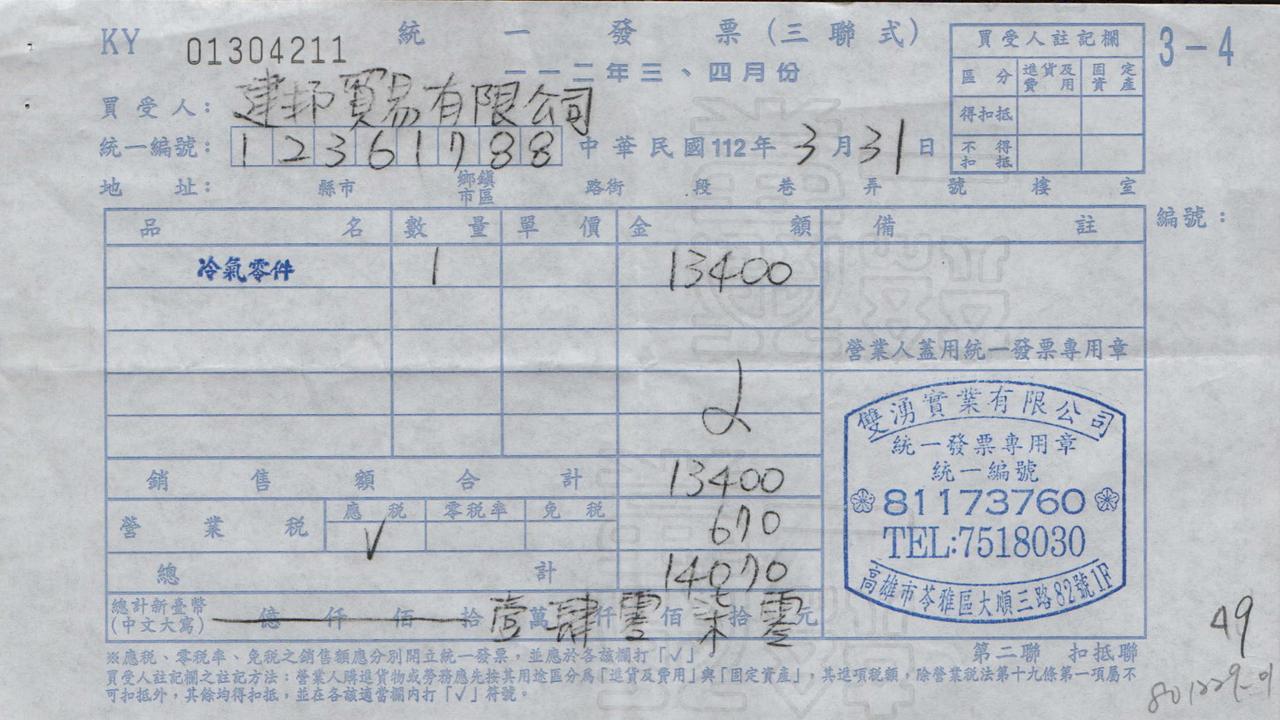 KY 01304211 統一發票(三聯式) 3-4
一一二年三、四月份
買受人註記欄
區分 進貨及費用 固定資產
得扣抵
不得扣抵
買受人: 建邦貿易有限公司
統一編號: 12361788 中華民國112年3月31日
地址: 縣市 鄉鎮市區 路街 段 巷 弄 號 樓 室
編號:
品名 數量 單價 金額 備註
冷氣零件 1 13400
營業人蓋用統一發票專用章
銷售額合計 13400
營業稅 應稅 V 零稅率 免稅 670
總計 14070
總計新臺幣(中文大寫) 億 仟 佰 拾 壹 萬 肆 仟 零 佰 柒 拾 零 元
雙湧實業有限公司
統一發票專用章
統一編號
81173760
TEL:7518030
高雄市苓雅區大順三路82號1F
※應稅、零稅率、免稅之銷售額應分別開立統一發票,並應於各該欄打「√」
第二聯 扣抵聯
買受人註記欄之註記方法:營業人購進貨物或勞務應先按其用途區分為「進貨及費用」與「固定資產」,其進項稅額,除營業稅法第十九條第一項屬不
可扣抵外,其餘均得扣抵,並在各該適當欄內打「√」符號。
49